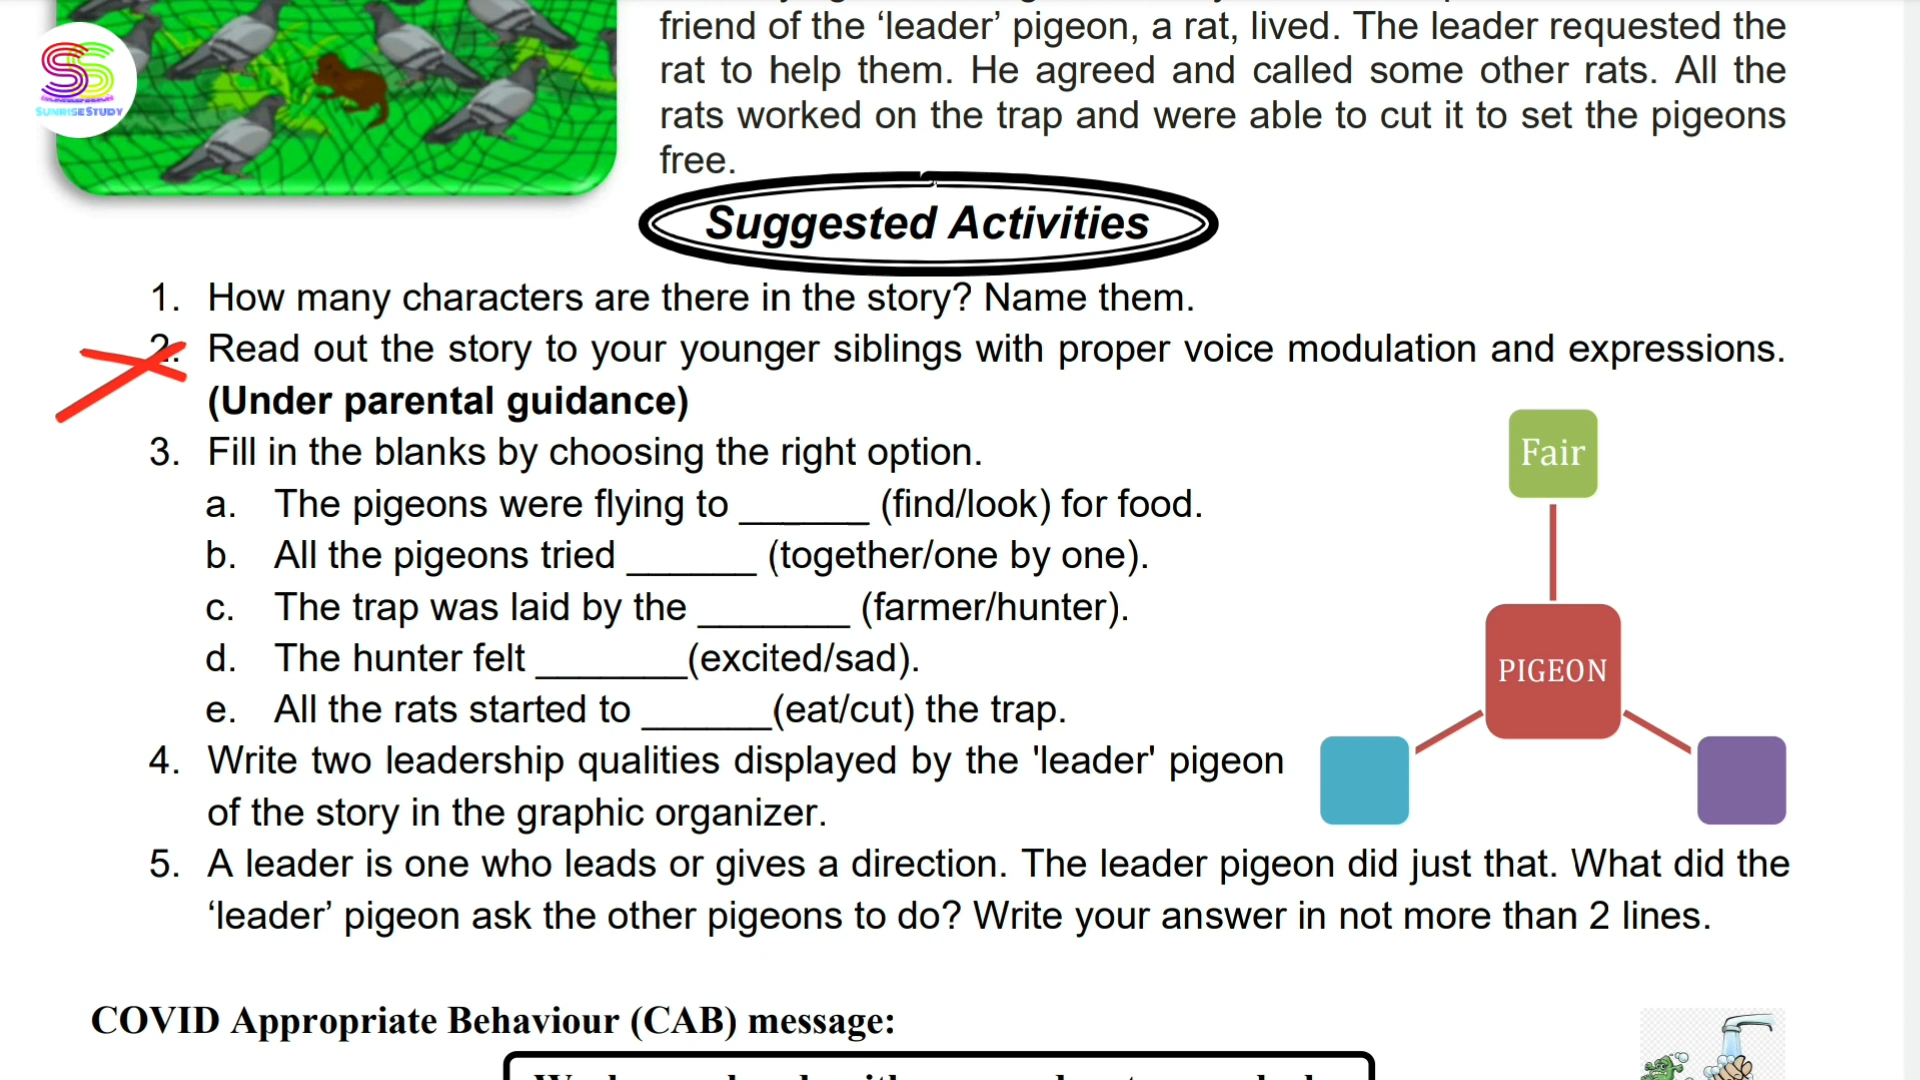 SUNRISE STUDY
friend of the ‘leader’ pigeon, a rat, lived. The leader requested the
rat to help them. He agreed and called some other rats. All the
rats worked on the trap and were able to cut it to set the pigeons
free.
Suggested Activities
1. How many characters are there in the story? Name them.
2. Read out the story to your younger siblings with proper voice modulation and expressions.
(Under parental guidance)
3. Fill in the blanks by choosing the right option.
a. The pigeons were flying to ______ (find/look) for food.
b. All the pigeons tried ______ (together/one by one).
c. The trap was laid by the _______ (farmer/hunter).
d. The hunter felt _______(excited/sad).
e. All the rats started to ______(eat/cut) the trap.
4. Write two leadership qualities displayed by the 'leader' pigeon
of the story in the graphic organizer.
Fair
PIGEON
5. A leader is one who leads or gives a direction. The leader pigeon did just that. What did the
‘leader’ pigeon ask the other pigeons to do? Write your answer in not more than 2 lines.
COVID Appropriate Behaviour (CAB) message: